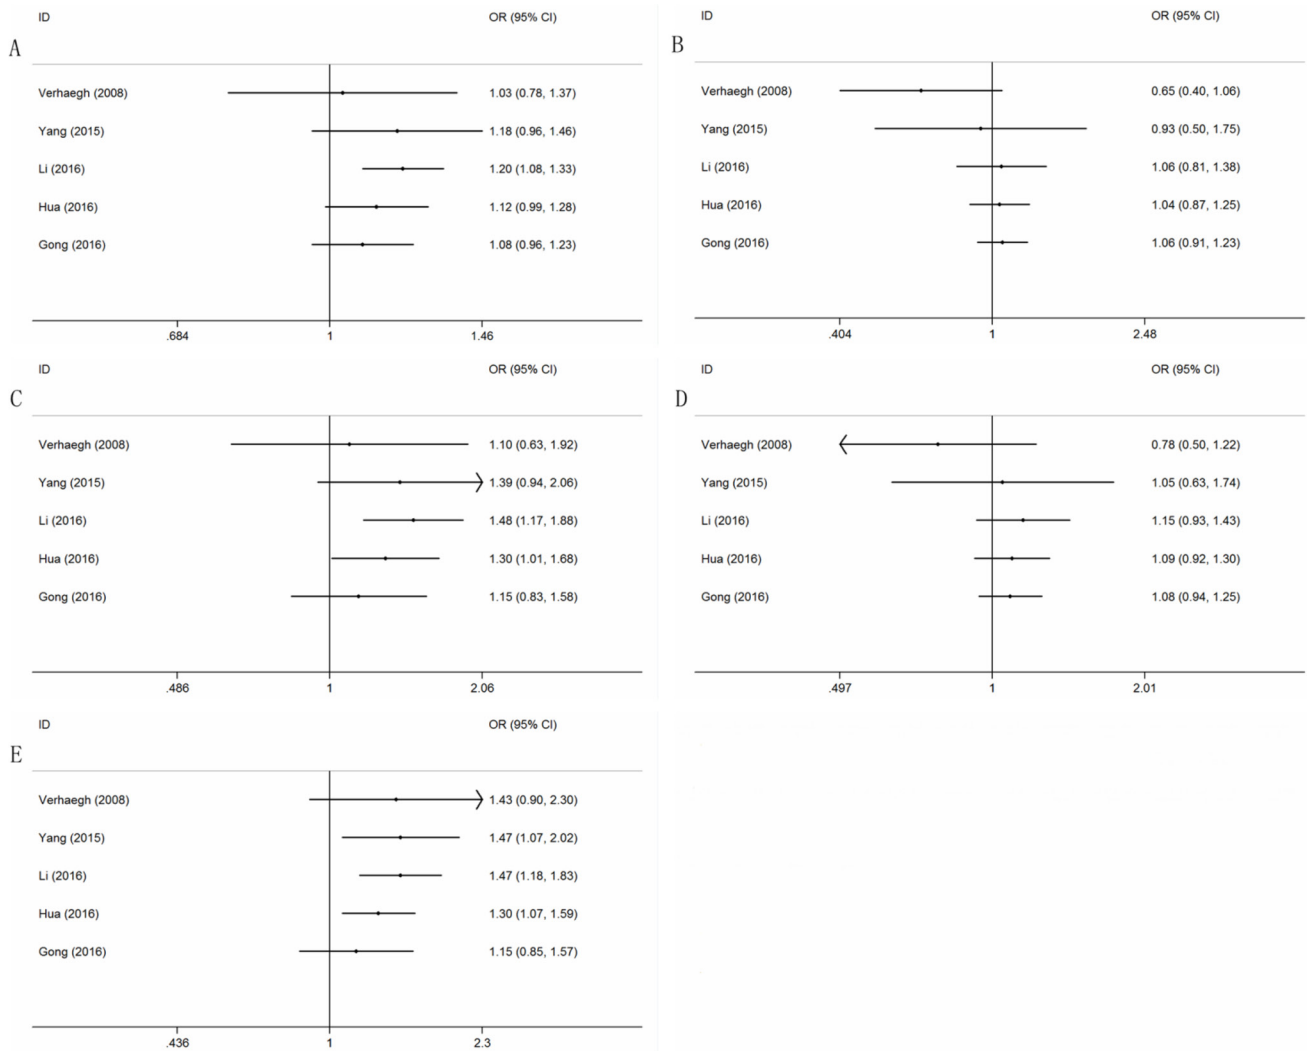 ID OR (95% CI)
A
Verhaegh (2008) 1.03 (0.78, 1.37)
Yang (2015) 1.18 (0.96, 1.46)
Li (2016) 1.20 (1.08, 1.33)
Hua (2016) 1.12 (0.99, 1.28)
Gong (2016) 1.08 (0.96, 1.23)
.684 1 1.46
ID OR (95% CI)
B
Verhaegh (2008) 0.65 (0.40, 1.06)
Yang (2015) 0.93 (0.50, 1.75)
Li (2016) 1.06 (0.81, 1.38)
Hua (2016) 1.04 (0.87, 1.25)
Gong (2016) 1.06 (0.91, 1.23)
.404 1 2.48
ID OR (95% CI)
C
Verhaegh (2008) 1.10 (0.63, 1.92)
Yang (2015) 1.39 (0.94, 2.06)
Li (2016) 1.48 (1.17, 1.88)
Hua (2016) 1.30 (1.01, 1.68)
Gong (2016) 1.15 (0.83, 1.58)
.486 1 2.06
ID OR (95% CI)
D
Verhaegh (2008) 0.78 (0.50, 1.22)
Yang (2015) 1.05 (0.63, 1.74)
Li (2016) 1.15 (0.93, 1.43)
Hua (2016) 1.09 (0.92, 1.30)
Gong (2016) 1.08 (0.94, 1.25)
.497 1 2.01
ID OR (95% CI)
E
Verhaegh (2008) 1.43 (0.90, 2.30)
Yang (2015) 1.47 (1.07, 2.02)
Li (2016) 1.47 (1.18, 1.83)
Hua (2016) 1.30 (1.07, 1.59)
Gong (2016) 1.15 (0.85, 1.57)
.436 1 2.3